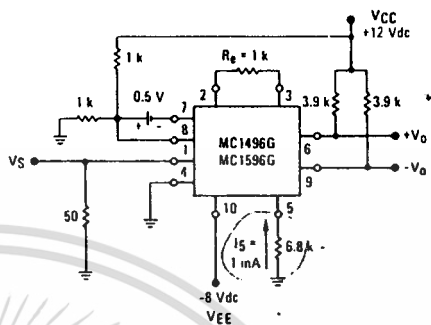 VCC
+12 Vdc
1 k
Re = 1 k
1 k
0.5 V
+ -
2
3
3.9 k
3.9 k
7
8
1
4
MC1496G
MC1596G
6
9
+Vo
-Vo
VS
50
10
5
I5 =
1 mA
6.8 k
-8 Vdc
VEE